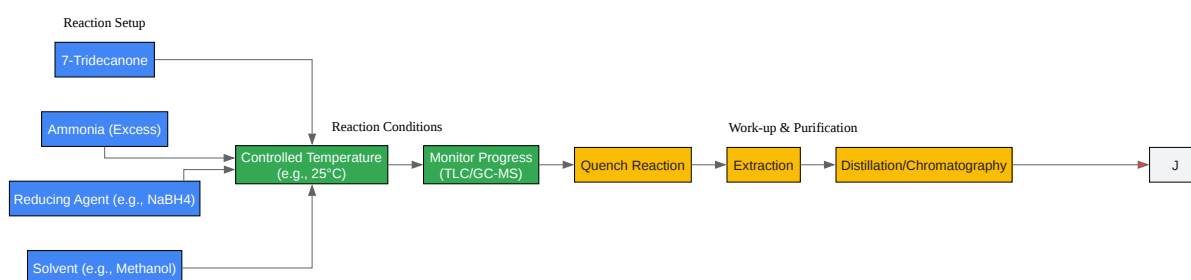 Reaction Setup
7-Tridecanone
Ammonia (Excess)
Reducing Agent (e.g., NaBH4)
Solvent (e.g., Methanol)
Reaction Conditions
Controlled Temperature
(e.g., 25°C)
Monitor Progress
(TLC/GC-MS)
Work-up & Purification
Quench Reaction
Extraction
Distillation/Chromatography
J